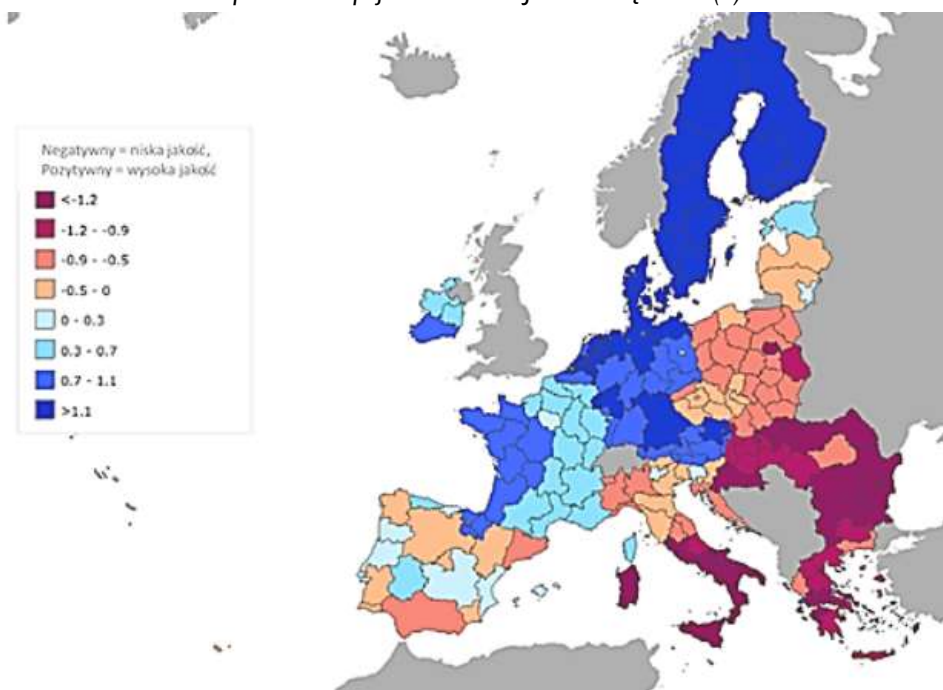 Negatywny = niska jakość,
Pozytywny = wysoka jakość
<-1.2
-1.2 - -0.9
-0.9 - -0.5
-0.5 - 0
0 - 0.3
0.3 - 0.7
0.7 - 1.1
>1.1